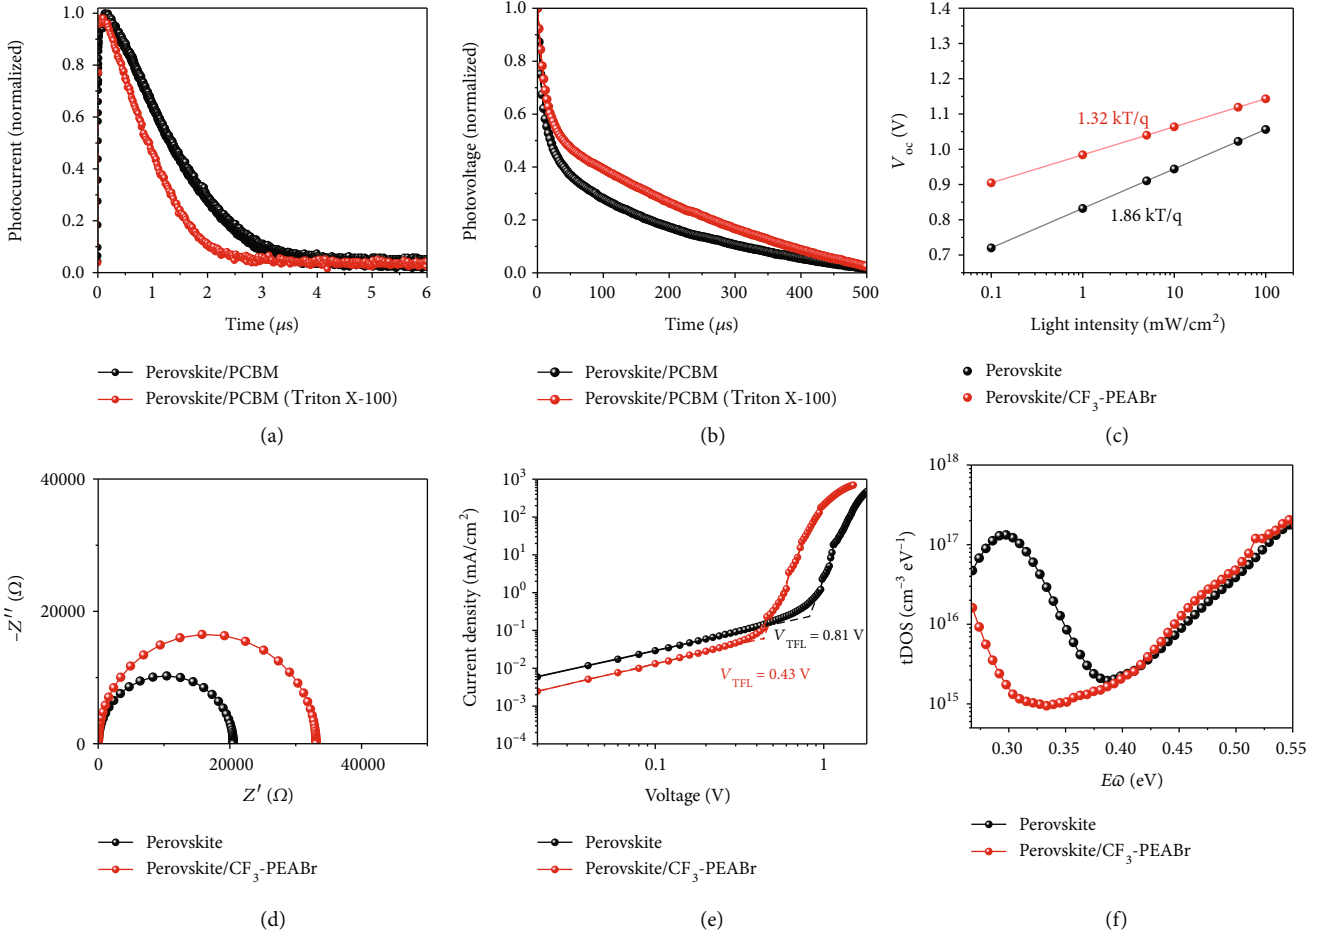 Photocurrent (normalized)
1.0
0.8
0.6
0.4
0.2
0.0
0 1 2 3 4 5 6
Time (μs)
Perovskite/PCBM
Perovskite/PCBM (Triton X-100)
(a)
Photovoltage (normalized)
1.0
0.8
0.6
0.4
0.2
0.0
0 100 200 300 400 500
Time (μs)
Perovskite/PCBM
Perovskite/PCBM (Triton X-100)
(b)
V_oc (V)
1.4
1.3
1.2
1.1
1.0
0.9
0.8
0.7
1.32 kT/q
1.86 kT/q
0.1 1 10 100
Light intensity (mW/cm²)
Perovskite
Perovskite/CF₃-PEABr
(c)
−Z″ (Ω)
40000
20000
0
0 20000 40000
Z′ (Ω)
Perovskite
Perovskite/CF₃-PEABr
(d)
Current density (mA/cm²)
10³
10²
10¹
10⁰
10⁻¹
10⁻²
10⁻³
10⁻⁴
V_TFL = 0.81 V
V_TFL = 0.43 V
0.1 1
Voltage (V)
Perovskite
Perovskite/CF₃-PEABr
(e)
tDOS (cm⁻³ eV⁻¹)
10¹⁸
10¹⁷
10¹⁶
10¹⁵
0.30 0.35 0.40 0.45 0.50 0.55
Eϖ (eV)
Perovskite
Perovskite/CF₃-PEABr
(f)